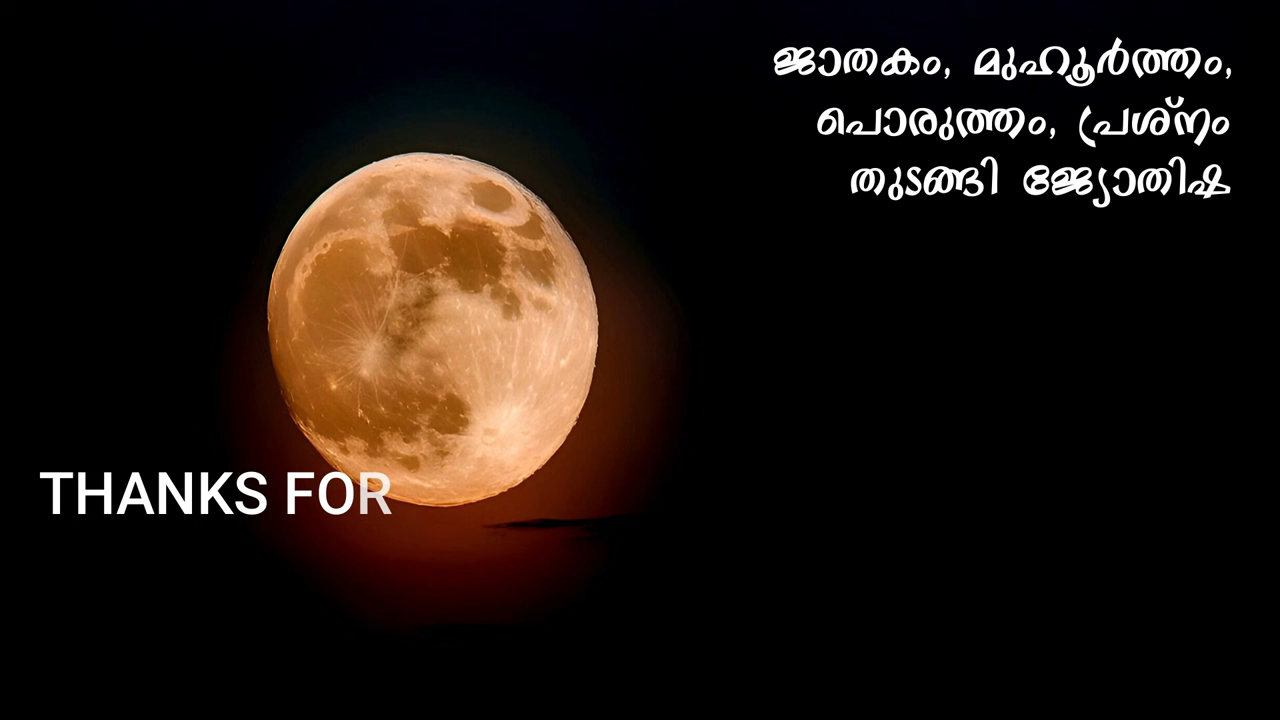 ജാതകം, മുഹൂർത്തം,
പൊരുത്തം, പ്രശ്നം
തുടങ്ങി ജ്യോതിഷ
THANKS FOR